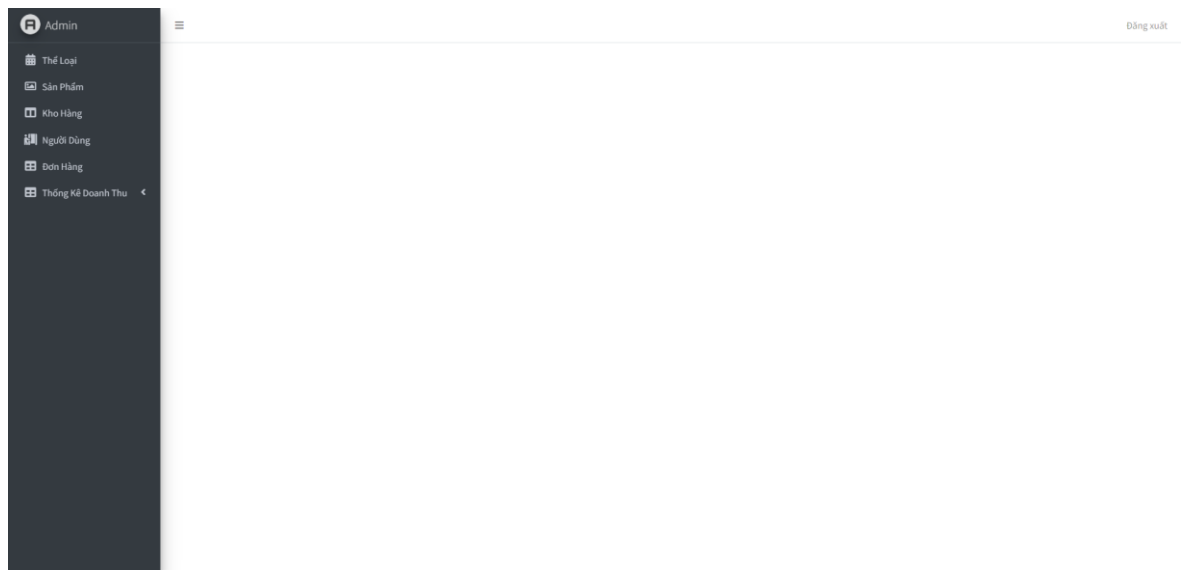 Admin
Đăng xuất
Thể Loại
Sản Phẩm
Kho Hàng
Người Dùng
Đơn Hàng
Thống Kê Doanh Thu